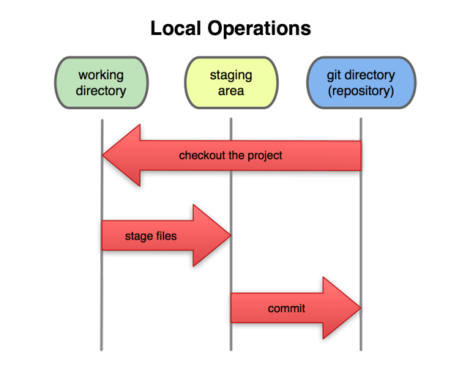 Local Operations
working
directory
staging
area
git directory
(repository)
checkout the project
stage files
commit